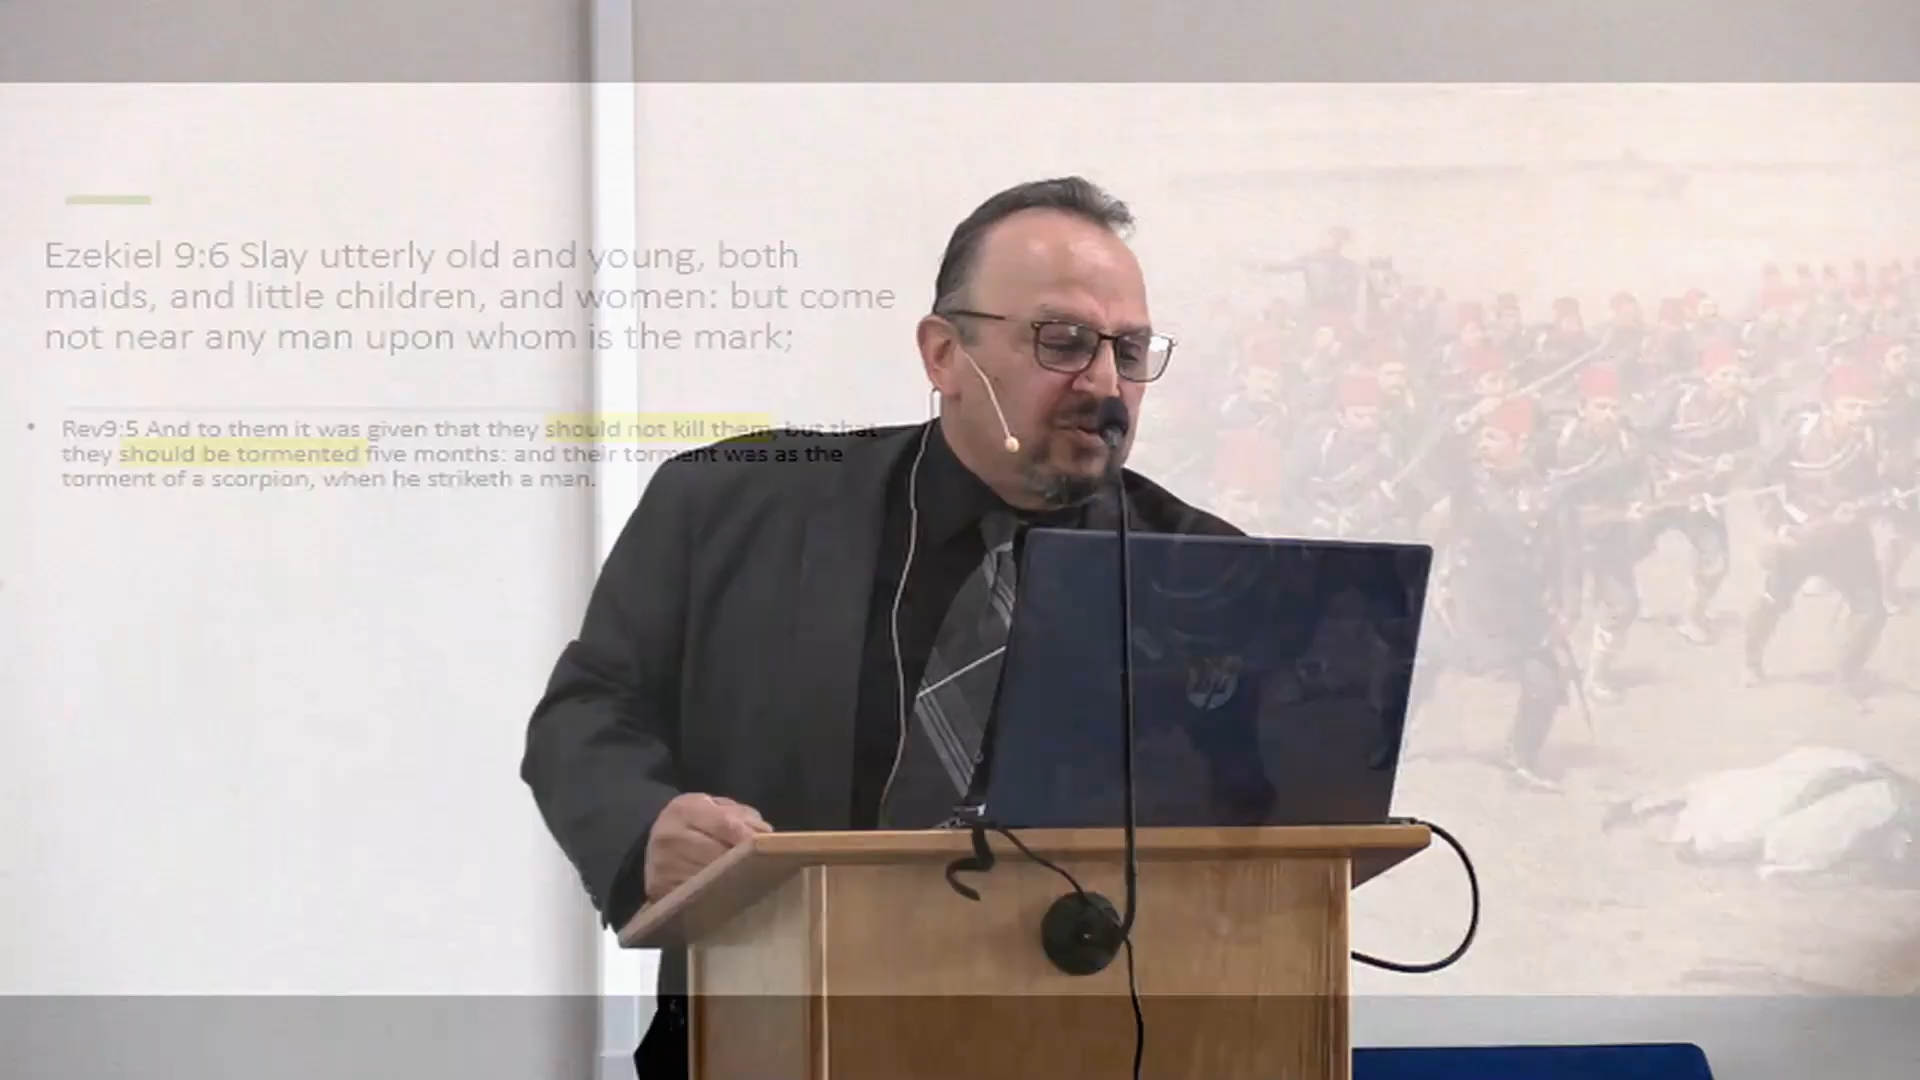 Ezekiel 9:6 Slay utterly old and young, both
maids, and little children, and women: but come
not near any man upon whom is the mark;
• Rev9:5 And to them it was given that they should not kill them, but that
they should be tormented five months: and their torment was as the
torment of a scorpion, when he striketh a man.